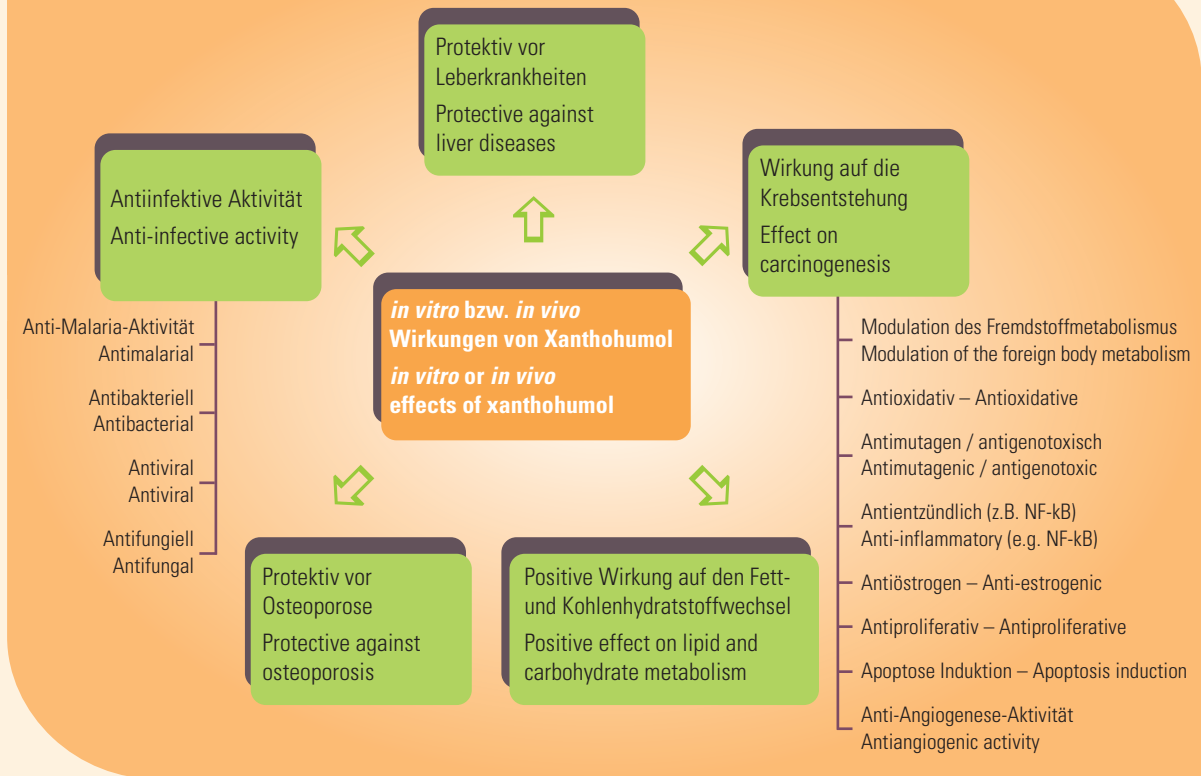 Protektiv vor
Leberkrankheiten
Protective against
liver diseases
Antiinfektive Aktivität
Anti-infective activity
Wirkung auf die
Krebsentstehung
Effect on
carcinogenesis
in vitro bzw. in vivo
Wirkungen von Xanthohumol
in vitro or in vivo
effects of xanthohumol
Anti-Malaria-Aktivität
Antimalarial
Antibakteriell
Antibacterial
Antiviral
Antiviral
Antifungiell
Antifungal
Modulation des Fremdstoffmetabolismus
Modulation of the foreign body metabolism
Antioxidativ – Antioxidative
Antimutagen / antigenotoxisch
Antimutagenic / antigenotoxic
Antientzündlich (z.B. NF-kB)
Anti-inflammatory (e.g. NF-kB)
Antiöstrogen – Anti-estrogenic
Antiproliferativ – Antiproliferative
Apoptose Induktion – Apoptosis induction
Anti-Angiogenese-Aktivität
Antiangiogenic activity
Protektiv vor
Osteoporose
Protective against
osteoporosis
Positive Wirkung auf den Fett-
und Kohlenhydratstoffwechsel
Positive effect on lipid and
carbohydrate metabolism